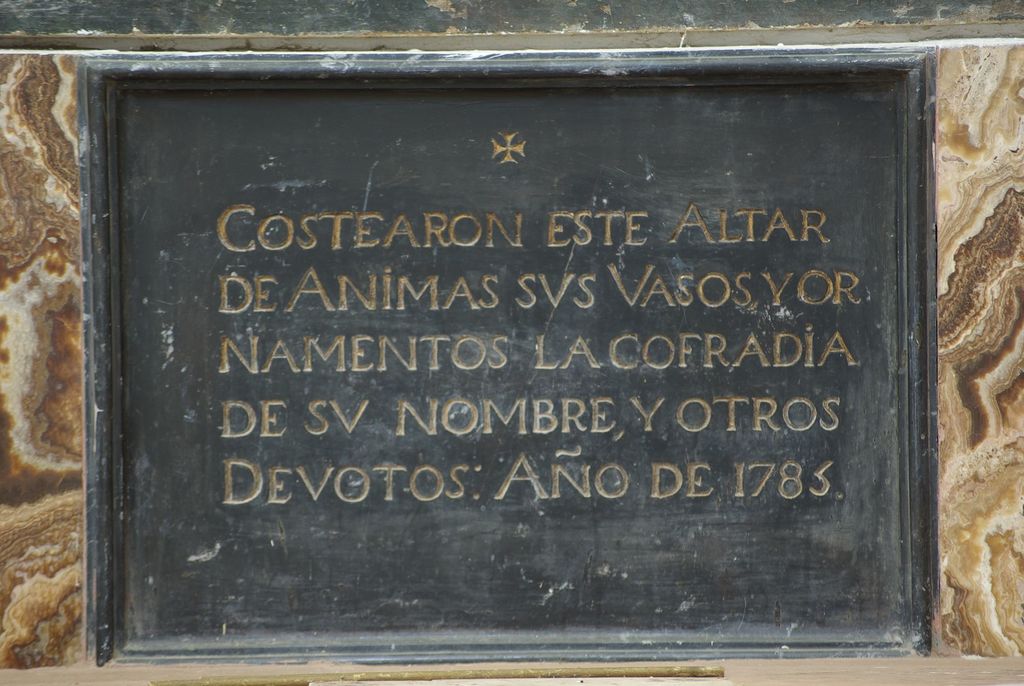 ✠
COSTEARON ESTE ALTAR
DE ANIMAS SVS VASOS, Y OR
NAMENTOS LA COFRADIA
DE SV NOMBRE, Y OTROS
DEVOTOS: AÑO DE 1785.